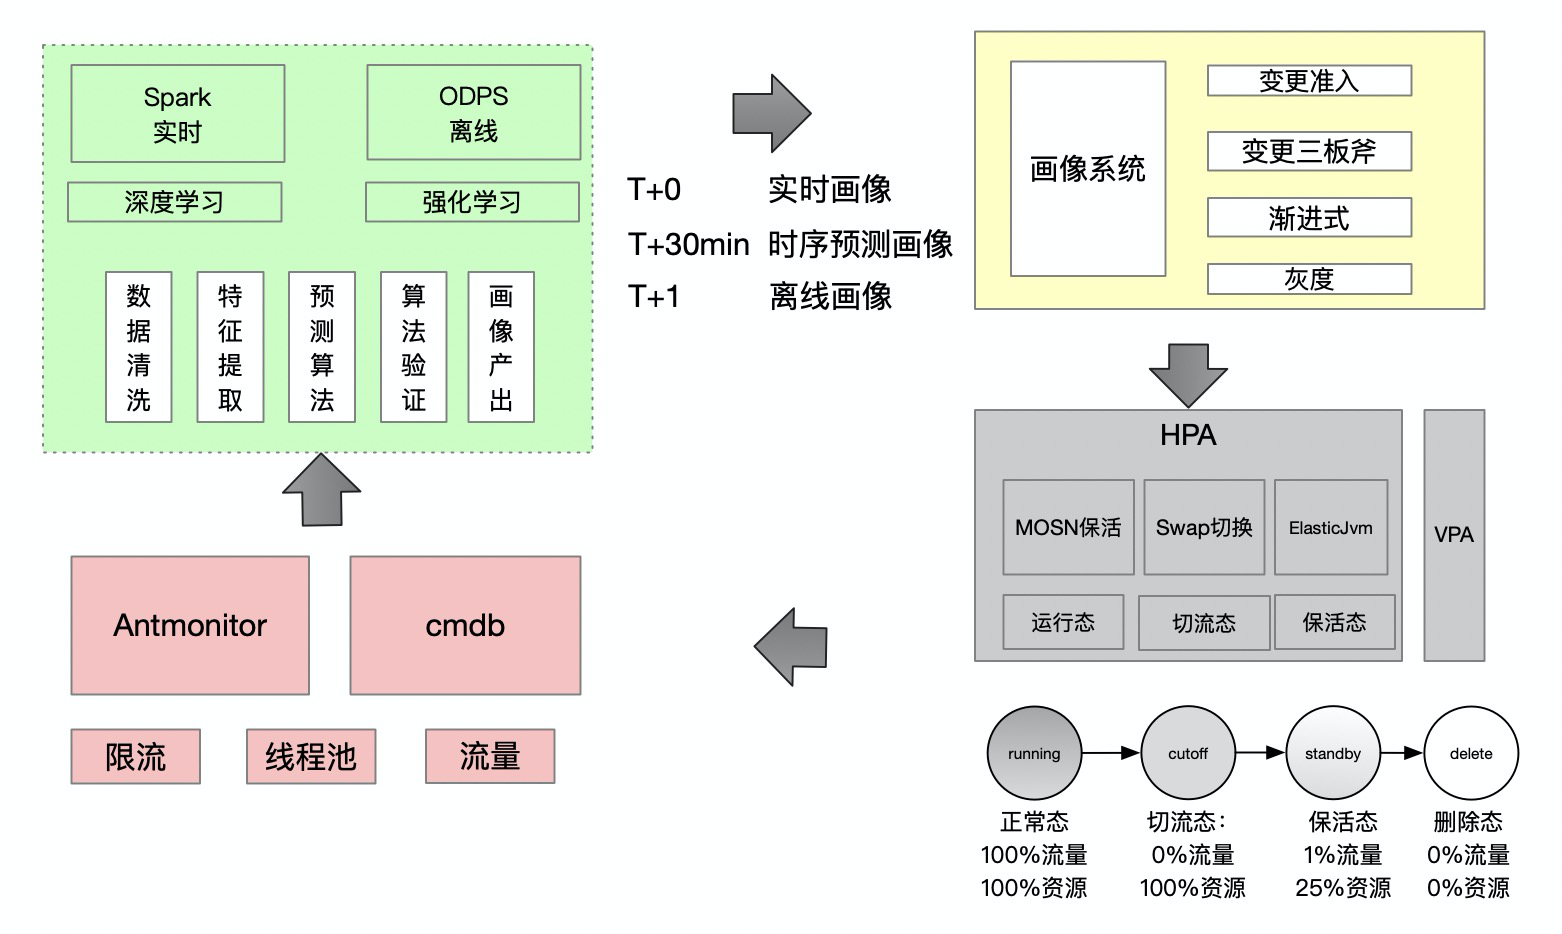 Spark
实时
ODPS
离线
深度学习
强化学习
数据清洗
特征提取
预测算法
算法验证
画像产出
T+0 实时画像
T+30min 时序预测画像
T+1 离线画像
画像系统
变更准入
变更三板斧
渐进式
灰度
HPA
MOSN保活
Swap切换
ElasticJvm
运行态
切流态
保活态
VPA
Antmonitor
cmdb
限流
线程池
流量
running
cutoff
standby
delete
正常态
100%流量
100%资源
切流态:
0%流量
100%资源
保活态
1%流量
25%资源
删除态
0%流量
0%资源